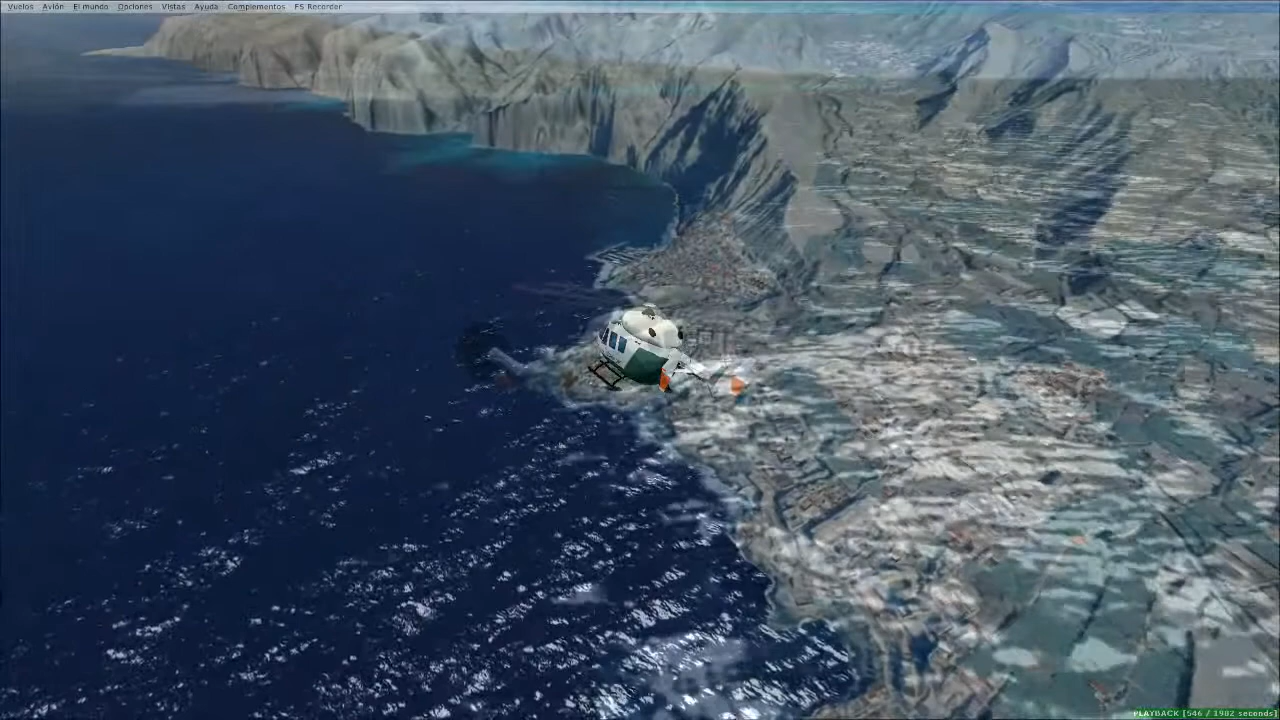 Vuelos Avión El mundo Opciones Vistas Ayuda Complementos FS Recorder
PLAYBACK [546 / 1982 seconds]